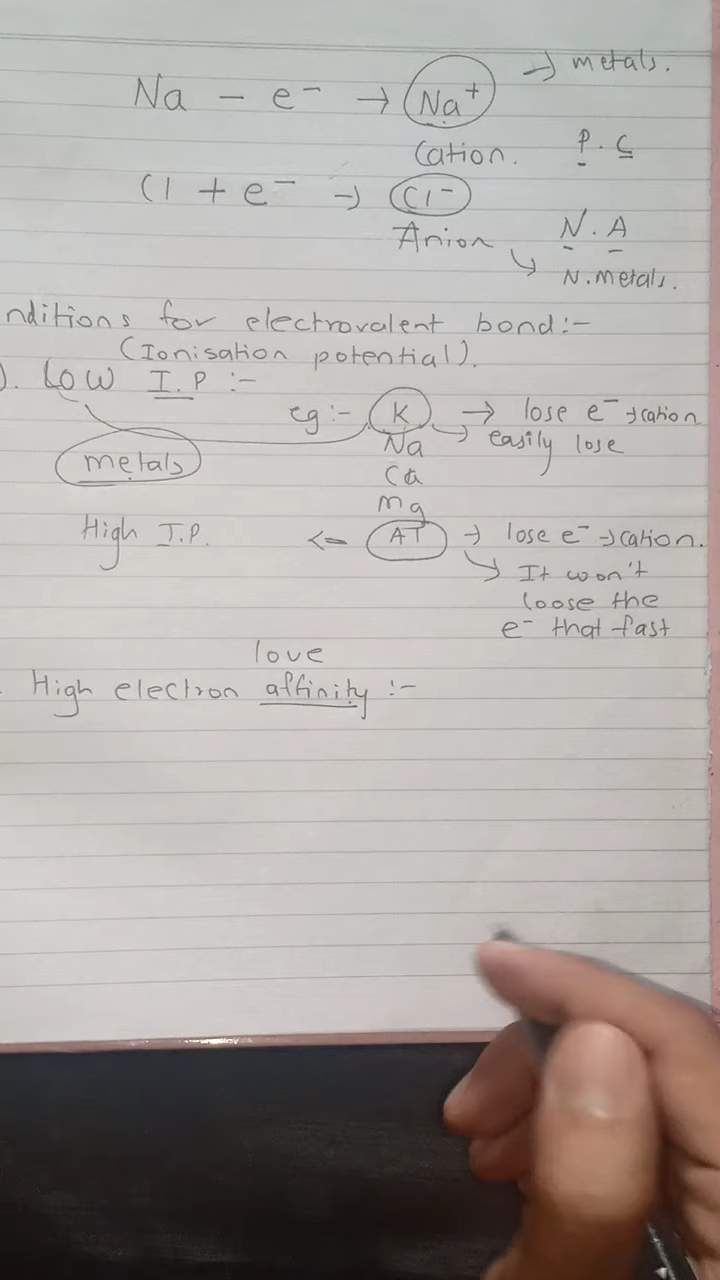 Na - e⁻ → Na⁺ → metals.
Cation. P.C
Cl + e⁻ → Cl⁻
Anion N.A
N.metals.
nditions for electrovalent bond:-
(Ionisation potential).
). Low I.P :-
eg:- K → lose e⁻ → cation
Na → easily lose
metals Ca
Mg
High I.P. <= Al → lose e⁻ → cation.
It won't
loose the
e⁻ that fast
love
. High electron affinity :-